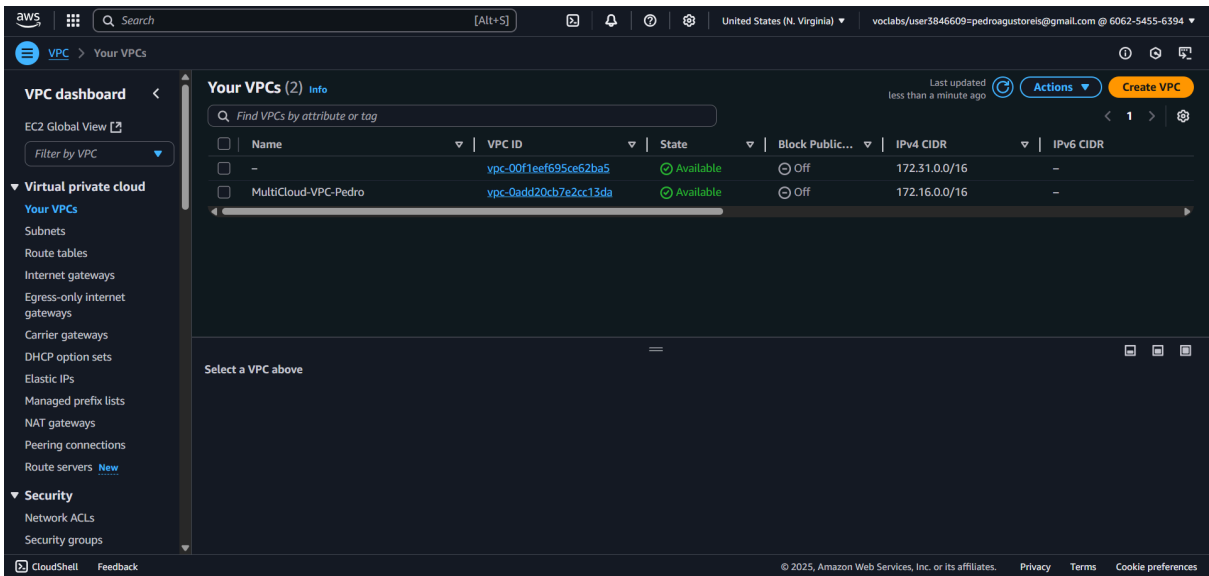 aws Search [Alt+S] United States (N. Virginia) voclabs/user3846609=pedroagustoreis@gmail.com @ 6062-5455-6394
VPC > Your VPCs
VPC dashboard
EC2 Global View
Filter by VPC
Virtual private cloud
Your VPCs
Subnets
Route tables
Internet gateways
Egress-only internet
gateways
Carrier gateways
DHCP option sets
Elastic IPs
Managed prefix lists
NAT gateways
Peering connections
Route servers New
Security
Network ACLs
Security groups
Your VPCs (2) Info
Last updated
less than a minute ago
Actions
Create VPC
Find VPCs by attribute or tag
1
Name VPC ID State Block Public... IPv4 CIDR IPv6 CIDR
– vpc-00f1eef695ce62ba5 Available Off 172.31.0.0/16 –
MultiCloud-VPC-Pedro vpc-0add20cb7e2cc13da Available Off 172.16.0.0/16 –
Select a VPC above
CloudShell Feedback © 2025, Amazon Web Services, Inc. or its affiliates. Privacy Terms Cookie preferences